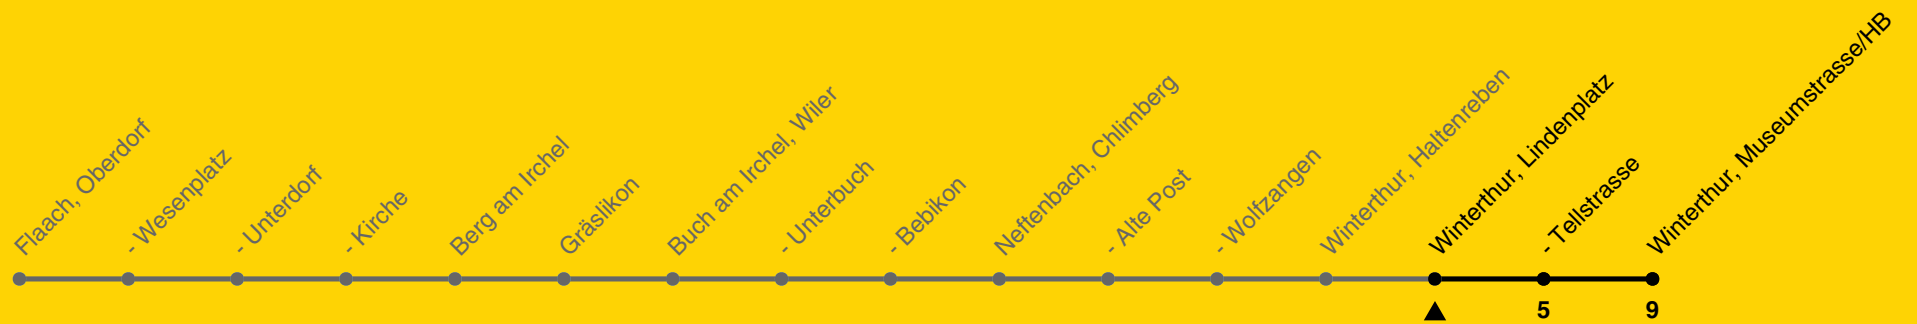 Flaach, Oberdorf
- Wesenplatz
- Unterdorf
- Kirche
Berg am Irchel
Gräslikon
Buch am Irchel, Wiler
- Unterbuch
- Bebikon
Neftenbach, Chlimberg
- Alte Post
- Wolfzangen
Winterthur, Haltenreben
Winterthur, Lindenplatz
- Tellstrasse
Winterthur, Museumstrasse/HB
5
9